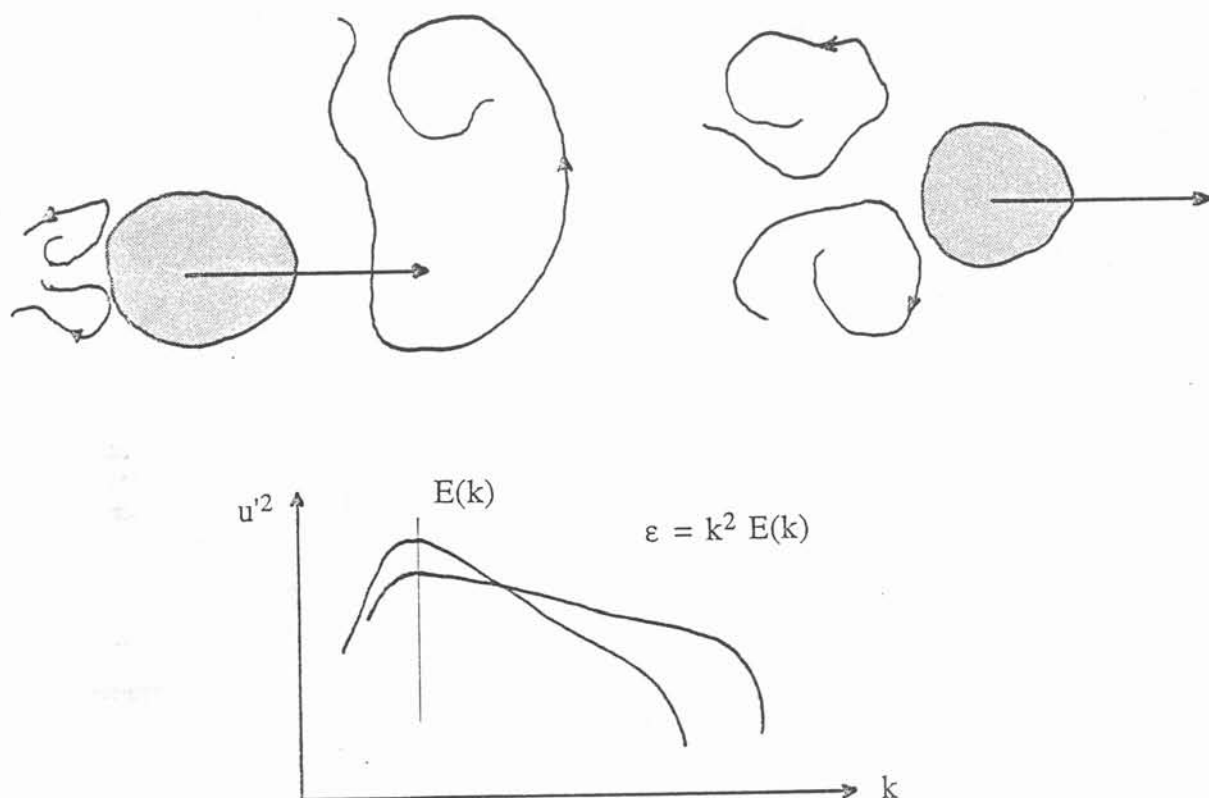 E(k)
u'²
ε = k² E(k)
k